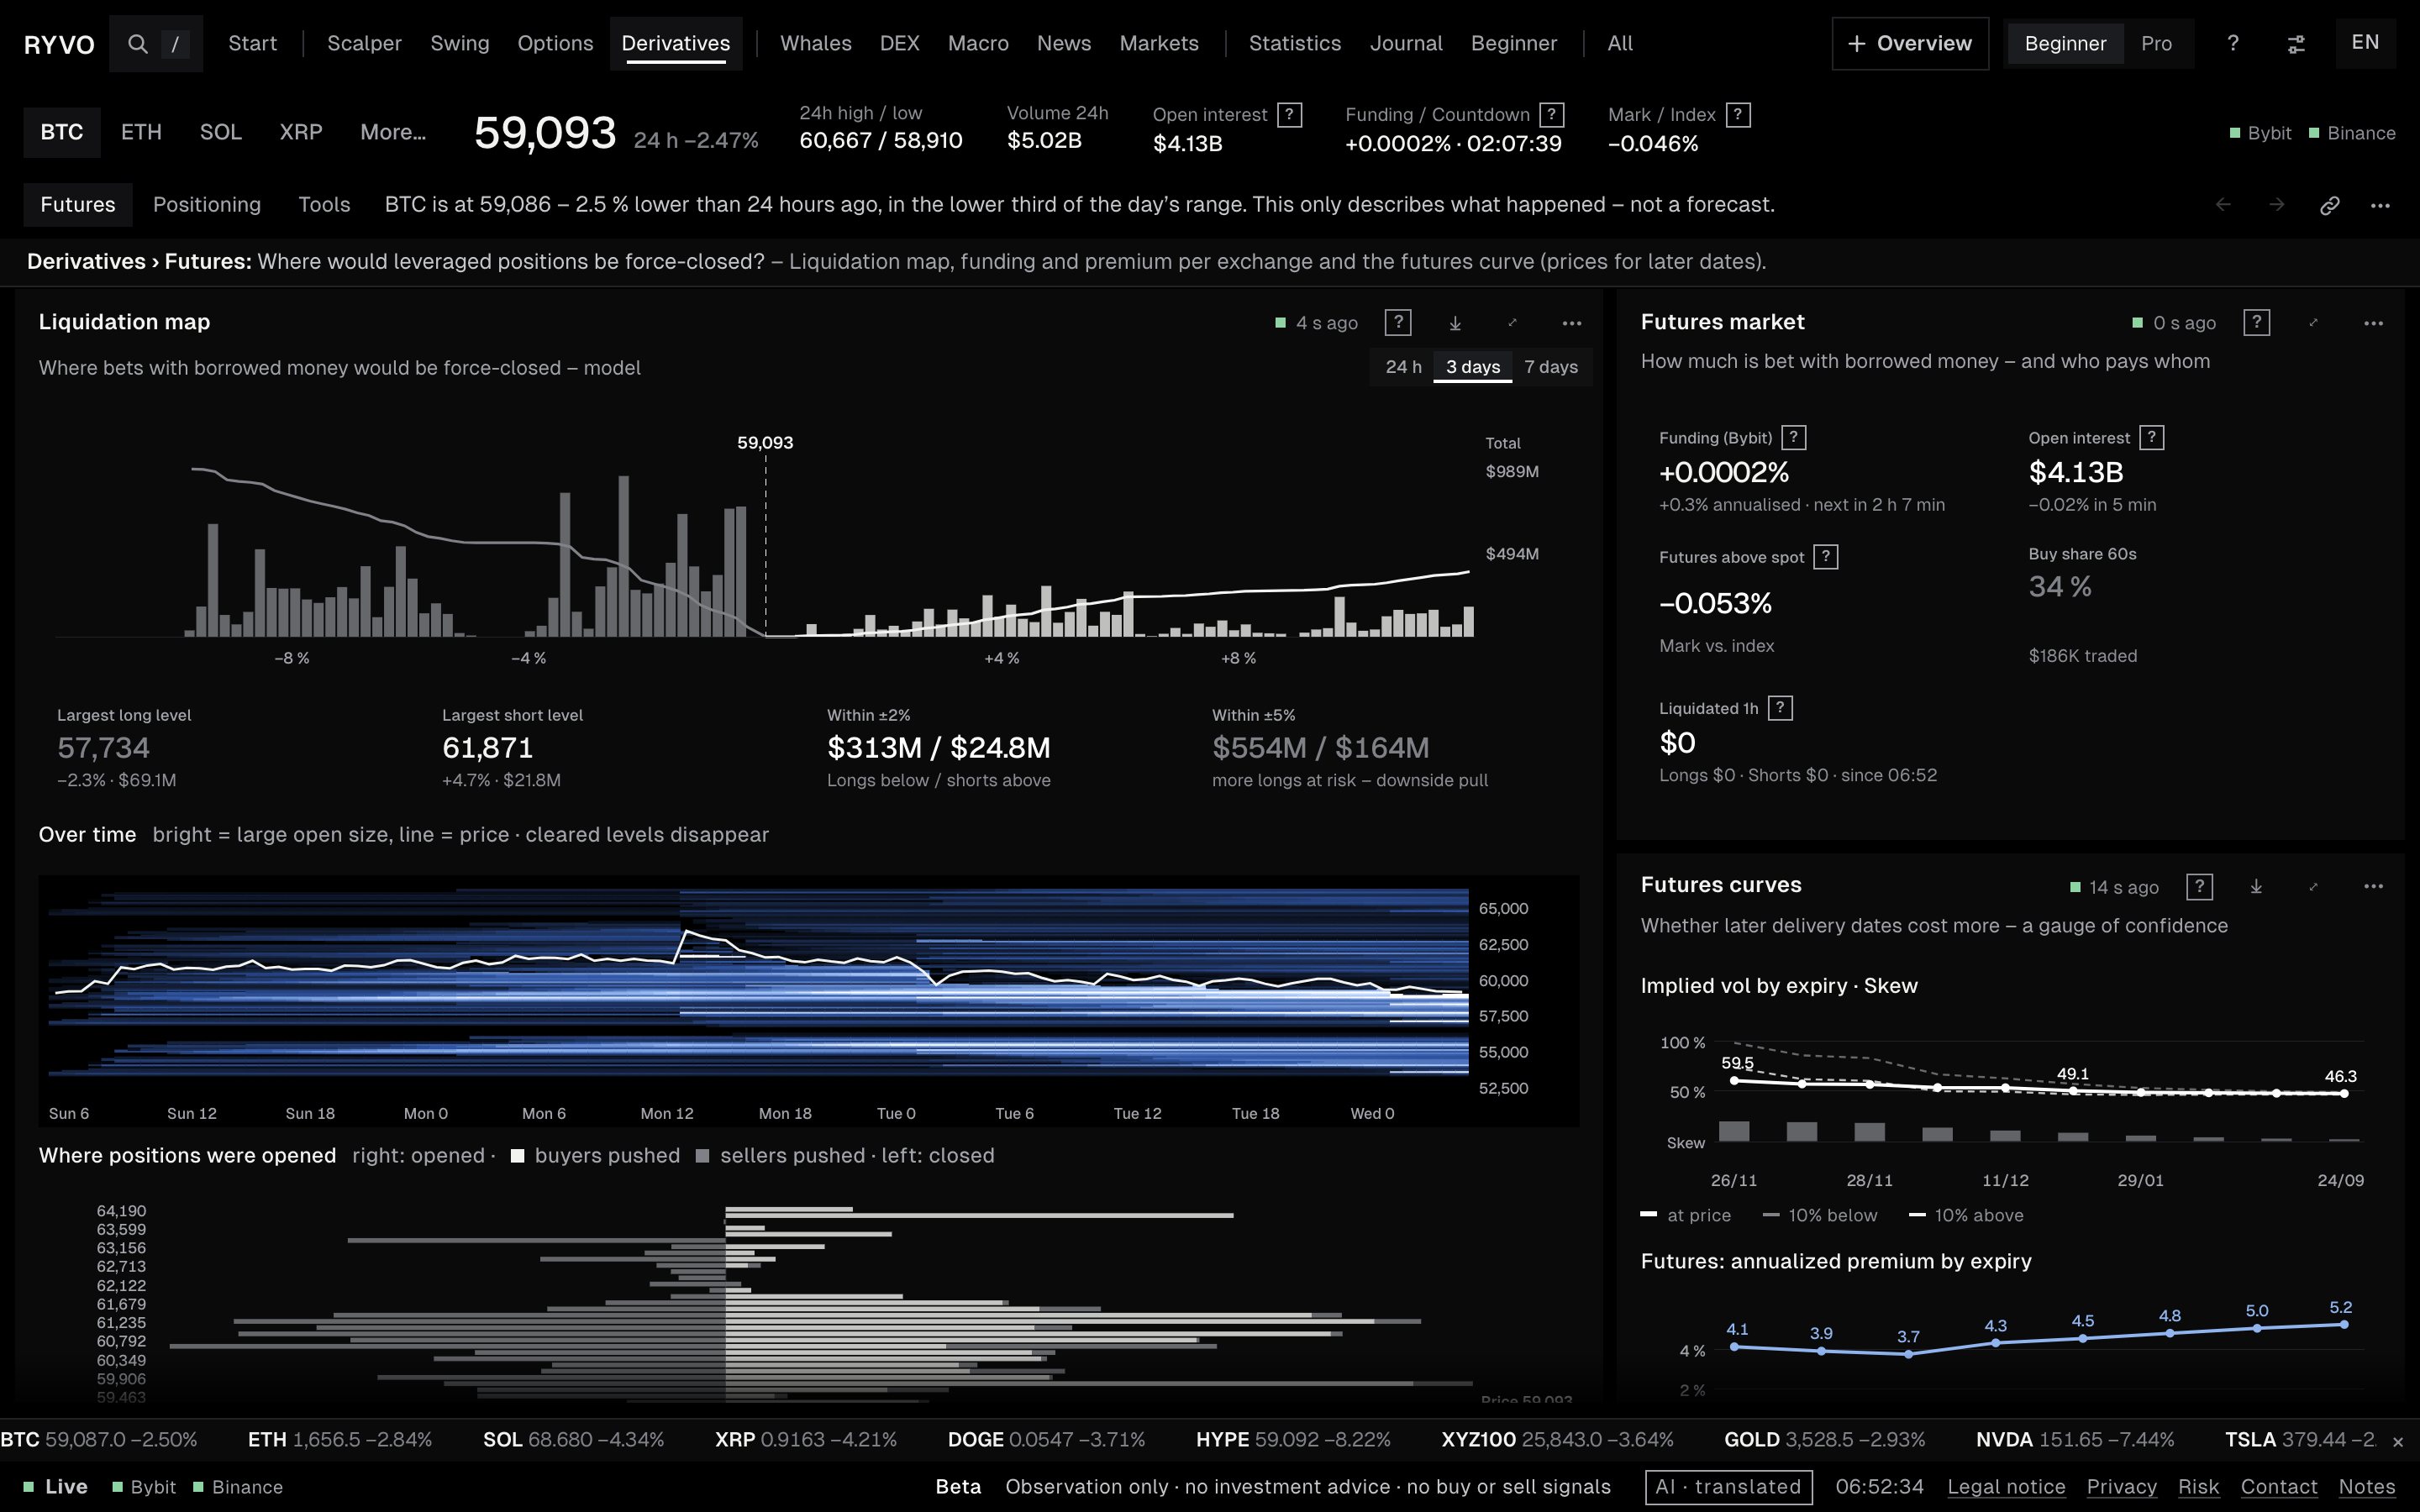 RYVO / Start Scalper Swing Options Derivatives Whales DEX Macro News Markets Statistics Journal Beginner All + Overview Beginner Pro ? EN
BTC ETH SOL XRP More… 59,093 24 h −2.47%
24h high / low
60,667 / 58,910
Volume 24h
$5.02B
Open interest ?
$4.13B
Funding / Countdown ?
+0.0002% · 02:07:39
Mark / Index ?
−0.046%
Bybit Binance
Futures Positioning Tools BTC is at 59,086 – 2.5 % lower than 24 hours ago, in the lower third of the day’s range. This only describes what happened – not a forecast.
Derivatives › Futures: Where would leveraged positions be force-closed? – Liquidation map, funding and premium per exchange and the futures curve (prices for later dates).
Liquidation map 4 s ago ?
Where bets with borrowed money would be force-closed – model
24 h 3 days 7 days
59,093
Total
$989M
$494M
−8 % −4 % +4 % +8 %
Largest long level
57,734
−2.3% · $69.1M
Largest short level
61,871
+4.7% · $21.8M
Within ±2%
$313M / $24.8M
Longs below / shorts above
Within ±5%
$554M / $164M
more longs at risk – downside pull
Over time bright = large open size, line = price · cleared levels disappear
65,000
62,500
60,000
57,500
55,000
52,500
Sun 6 Sun 12 Sun 18 Mon 0 Mon 6 Mon 12 Mon 18 Tue 0 Tue 6 Tue 12 Tue 18 Wed 0
Where positions were opened right: opened · buyers pushed sellers pushed · left: closed
64,190
63,599
63,156
62,713
62,122
61,679
61,235
60,792
60,349
59,906
59,463
Price 59,093
Futures market 0 s ago ?
How much is bet with borrowed money – and who pays whom
Funding (Bybit) ?
+0.0002%
+0.3% annualised · next in 2 h 7 min
Open interest ?
$4.13B
−0.02% in 5 min
Futures above spot ?
−0.053%
Mark vs. index
Buy share 60s
34 %
$186K traded
Liquidated 1h ?
$0
Longs $0 · Shorts $0 · since 06:52
Futures curves 14 s ago ?
Whether later delivery dates cost more – a gauge of confidence
Implied vol by expiry · Skew
100 %
50 %
Skew
59.5 49.1 46.3
26/11 28/11 11/12 29/01 24/09
at price 10% below 10% above
Futures: annualized premium by expiry
4.1 3.9 3.7 4.3 4.5 4.8 5.0 5.2
4 %
2 %
BTC 59,087.0 −2.50% ETH 1,656.5 −2.84% SOL 68.680 −4.34% XRP 0.9163 −4.21% DOGE 0.0547 −3.71% HYPE 59.092 −8.22% XYZ100 25,843.0 −3.64% GOLD 3,528.5 −2.93% NVDA 151.65 −7.44% TSLA 379.44 −2. ×
Live Bybit Binance Beta Observation only · no investment advice · no buy or sell signals AI · translated 06:52:34 Legal notice Privacy Risk Contact Notes